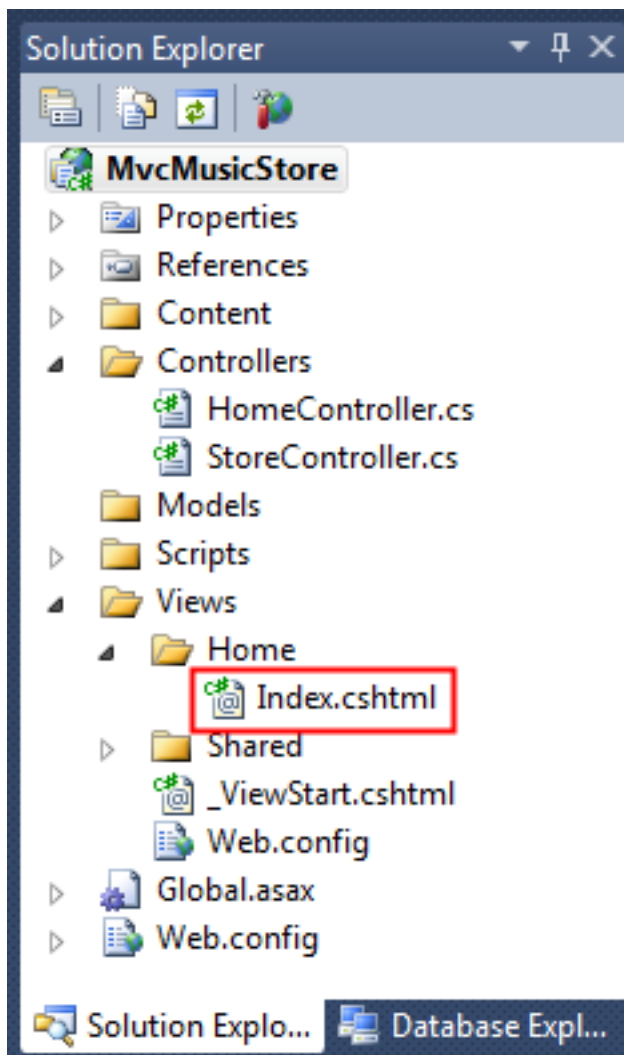 Solution Explorer
MvcMusicStore
Properties
References
Content
Controllers
HomeController.cs
StoreController.cs
Models
Scripts
Views
Home
Index.cshtml
Shared
_ViewStart.cshtml
Web.config
Global.asax
Web.config
Solution Explo... Database Expl...